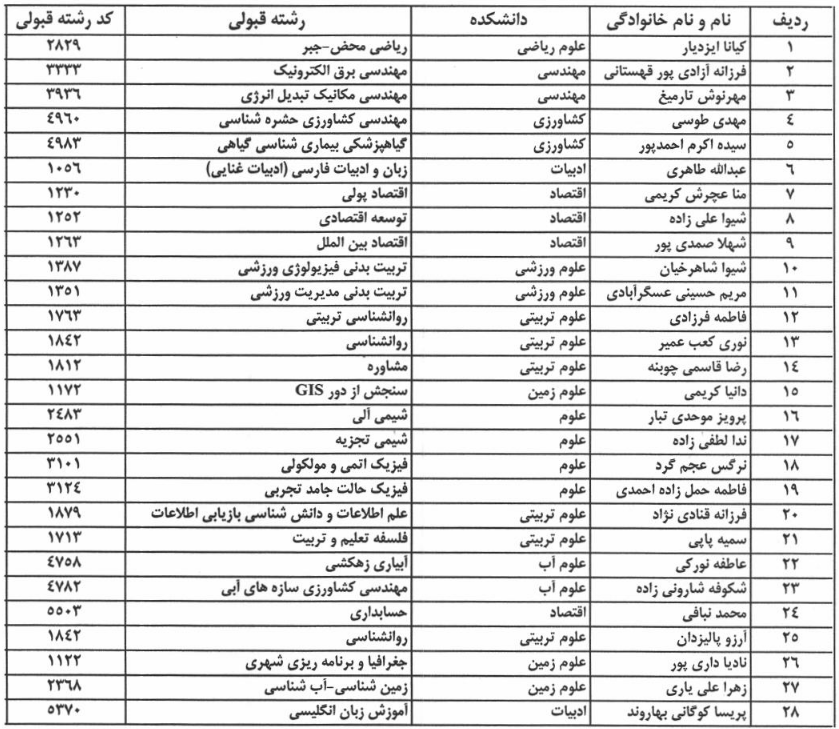 ردیف نام و نام خانوادگی دانشکده رشته قبولی کد رشته قبولی
۱ کیانا ایزدیار علوم ریاضی ریاضی محض-جبر ۲۸۲۹
۲ فرزانه آزادی پور قهستانی مهندسی مهندسی برق الکترونیک ۳۳۳۳
۳ مهرنوش تارمیغ مهندسی مهندسی مکانیک تبدیل انرژی ۳۹۳۶
٤ مهدی طوسی کشاورزی مهندسی کشاورزی حشره شناسی ٤۹۶۰
٥ سیده اکرم احمدپور کشاورزی گیاهپزشکی بیماری شناسی گیاهی ٤۹۸۳
۶ عبدالله طاهری ادبیات زبان و ادبیات فارسی (ادبیات غنایی) ۱۰٥۶
۷ منا عچرش کریمی اقتصاد اقتصاد پولی ۱۲۳۰
۸ شیوا علی زاده اقتصاد توسعه اقتصادی ۱۲٥۲
۹ شهلا صمدی پور اقتصاد اقتصاد بین الملل ۱۲۶۳
۱۰ شیوا شاهرخیان علوم ورزشی تربیت بدنی فیزیولوژی ورزشی ۱۳۸۷
۱۱ مریم حسینی عسگرآبادی علوم ورزشی تربیت بدنی مدیریت ورزشی ۱۳٥۱
۱۲ فاطمه فرزادی علوم تربیتی روانشناسی تربیتی ۱۷۶۳
۱۳ نوری کعب عمیر علوم تربیتی روانشناسی ۱۸٤۲
۱٤ رضا قاسمی چوبنه علوم تربیتی مشاوره ۱۸۱۲
۱٥ دانیا کریمی علوم زمین سنجش از دور GIS ۱۱۷۲
۱۶ پرویز موحدی تبار علوم شیمی آلی ۲٤۸۳
۱۷ ندا لطفی زاده علوم شیمی تجزیه ۲٥٥۱
۱۸ نرگس عجم گرد علوم فیزیک اتمی و مولکولی ۳۱۰۱
۱۹ فاطمه حمل زاده احمدی علوم فیزیک حالت جامد تجربی ۳۱۲٤
۲۰ فرزانه قنادی نژاد علوم تربیتی علم اطلاعات و دانش شناسی بازیابی اطلاعات ۱۸۷۹
۲۱ سمیه پاپی علوم تربیتی فلسفه تعلیم و تربیت ۱۷۱۳
۲۲ عاطفه نورکی علوم آب آبیاری زهکشی ٤۷٥۸
۲۳ شکوفه شارونی زاده علوم آب مهندسی کشاورزی سازه های آبی ٤۷۸۲
۲٤ محمد نبافی اقتصاد حسابداری ٥٥۰۳
۲٥ آرزو پالیزدان علوم تربیتی روانشناسی ۱۸٤۲
۲۶ نادیا داری پور علوم زمین جغرافیا و برنامه ریزی شهری ۱۱۲۲
۲۷ زهرا علی یاری علوم زمین زمین شناسی-آب شناسی ۲۳۶۸
۲۸ پریسا کوگانی بهاروند ادبیات آموزش زبان انگلیسی ٥۳۷۰